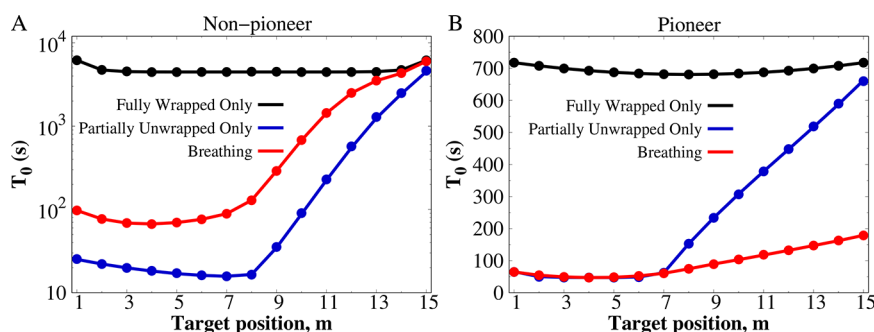 A
Non-pioneer
10^4
10^3
10^2
10
T_0 (s)
Fully Wrapped Only
Partially Unwrapped Only
Breathing
1 3 5 7 9 11 13 15
Target position, m
B
Pioneer
800
700
600
500
400
300
200
100
0
T_0 (s)
Fully Wrapped Only
Partially Unwrapped Only
Breathing
1 3 5 7 9 11 13 15
Target position, m